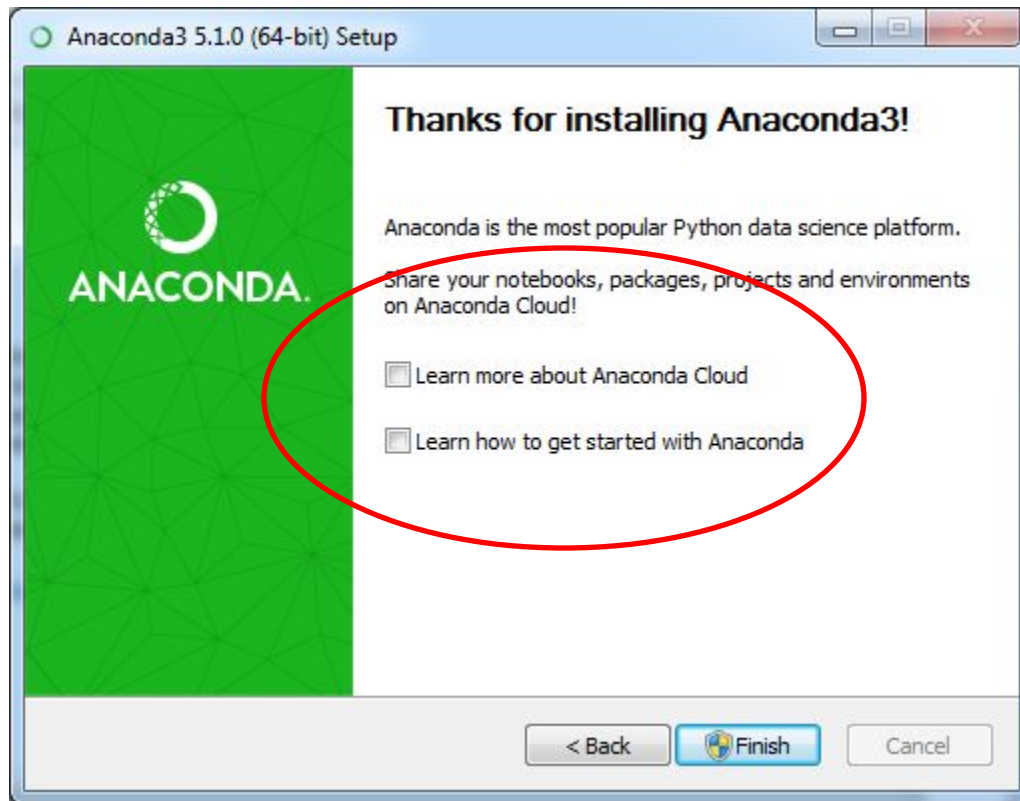 Anaconda3 5.1.0 (64-bit) Setup
Thanks for installing Anaconda3!
ANACONDA.
Anaconda is the most popular Python data science platform.
Share your notebooks, packages, projects and environments
on Anaconda Cloud!
Learn more about Anaconda Cloud
Learn how to get started with Anaconda
< Back
Finish
Cancel